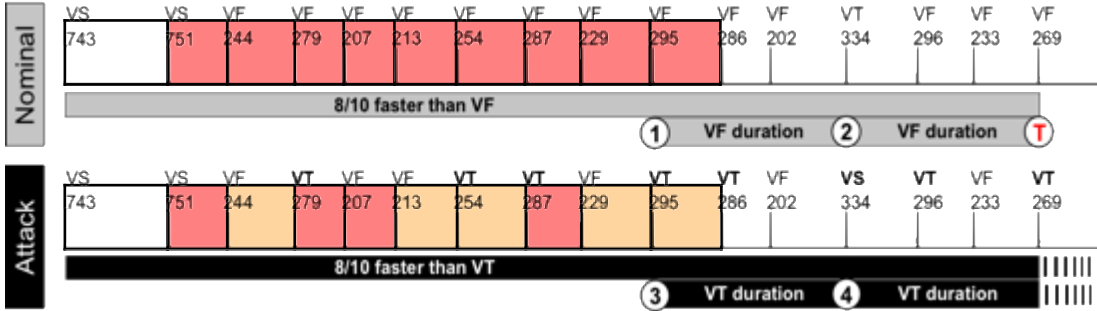 Nominal
VS VS VF VF VF VF VF VF VF VF VF VF VT VF VF VF
743 751 244 279 207 213 254 287 229 295 286 202 334 296 233 269
8/10 faster than VF
1 VF duration 2 VF duration T
Attack
VS VS VF VT VF VF VT VT VF VT VT VF VS VT VF VT
743 751 244 279 207 213 254 287 229 295 286 202 334 296 233 269
8/10 faster than VT
3 VT duration 4 VT duration